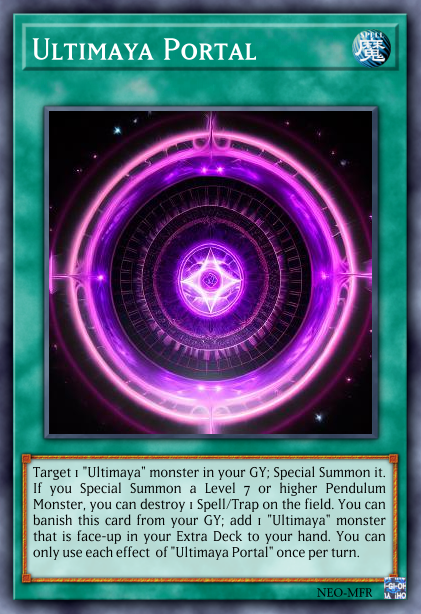 Ultimaya Portal
SPELL
魔
Target 1 "Ultimaya" monster in your GY; Special Summon it.
If you Special Summon a Level 7 or higher Pendulum
Monster, you can destroy 1 Spell/Trap on the field. You can
banish this card from your GY; add 1 "Ultimaya" monster
that is face-up in your Extra Deck to your hand. You can
only use each effect of "Ultimaya Portal" once per turn.
NEO-MFR